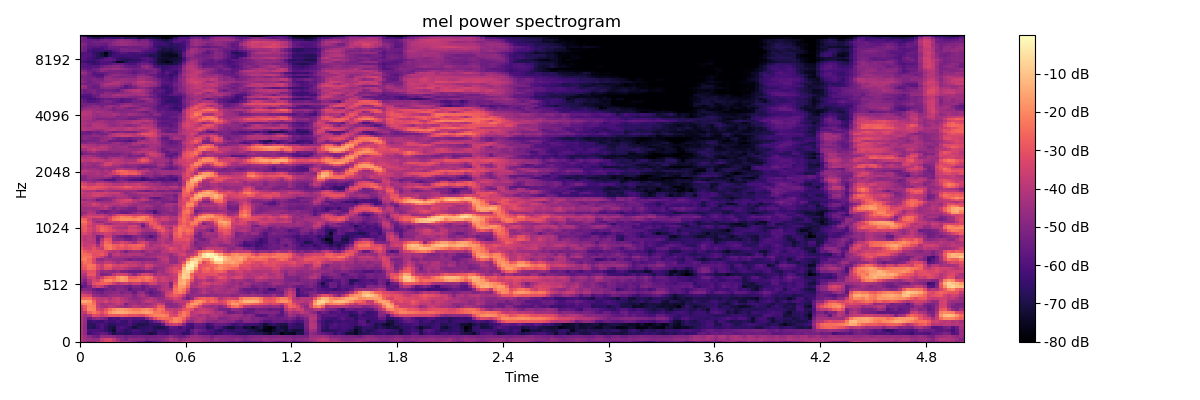 mel power spectrogram
8192
4096
2048
1024
512
0
Hz
0 0.6 1.2 1.8 2.4 3 3.6 4.2 4.8
Time
-10 dB
-20 dB
-30 dB
-40 dB
-50 dB
-60 dB
-70 dB
-80 dB